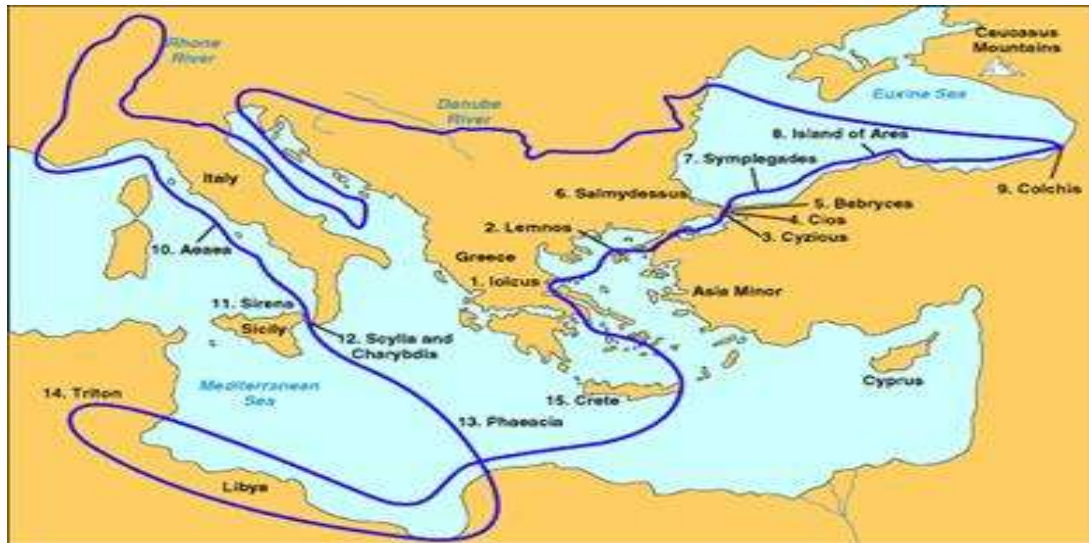 Rhone
River
Caucasus
Mountains
Danube
River
Euxine Sea
8. Island of Ares
7. Symplegades
Italy
6. Salmydessus
9. Colchis
5. Bebryces
4. Cios
3. Cyzicus
2. Lemnos
10. Aeaea
Greece
1. Iolcus
Asia Minor
11. Sirens
Sicily
12. Scylla and
Charybdis
Cyprus
Mediterranean
Sea
14. Triton
15. Crete
13. Phaeacia
Libya